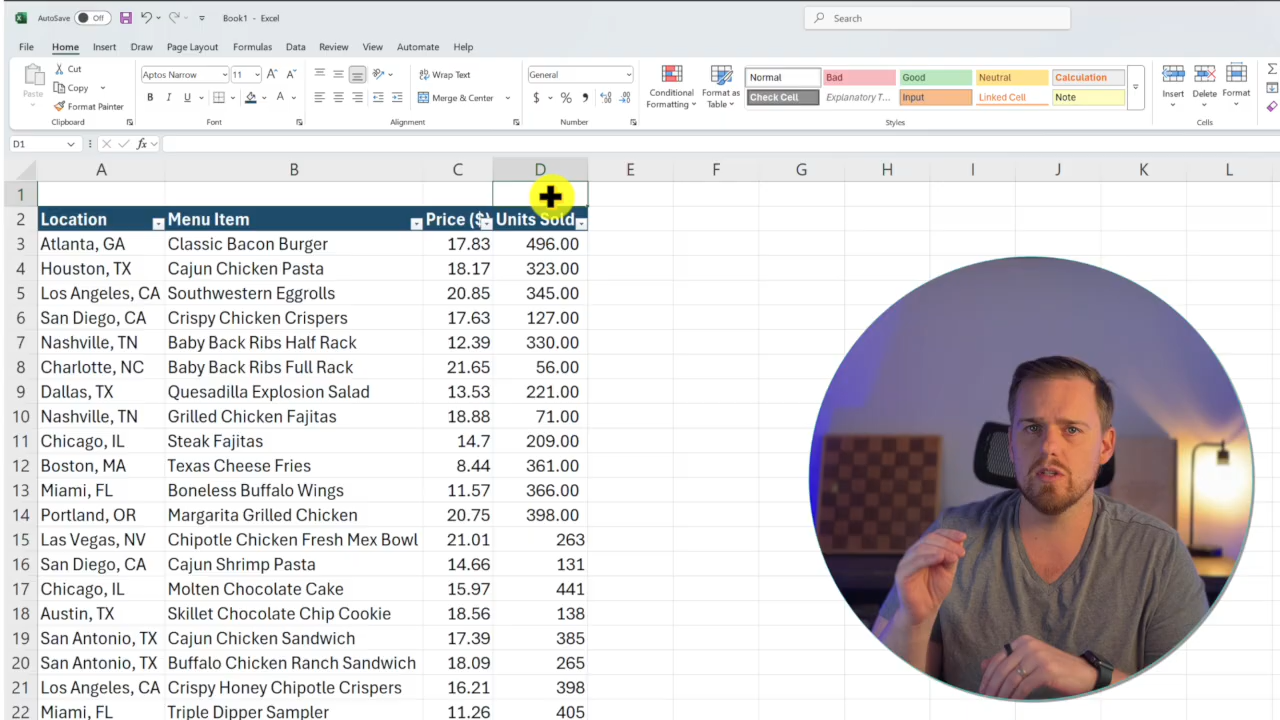 AutoSave Off Book1 - Excel Search
File Home Insert Draw Page Layout Formulas Data Review View Automate Help
Paste Cut Copy Format Painter Clipboard
Aptos Narrow 11 A A B I U A Font
Wrap Text Merge & Center Alignment
General $ % , Number
Conditional Formatting Format as Table
Normal Bad Good Neutral Calculation
Check Cell Explanatory T... Input Linked Cell Note
Styles
Insert Delete Format
Cells
D1 fx
A B C D E F G H I J K L
1
2 Location Menu Item Price ($) Units Sold
3 Atlanta, GA Classic Bacon Burger 17.83 496.00
4 Houston, TX Cajun Chicken Pasta 18.17 323.00
5 Los Angeles, CA Southwestern Eggrolls 20.85 345.00
6 San Diego, CA Crispy Chicken Crispers 17.63 127.00
7 Nashville, TN Baby Back Ribs Half Rack 12.39 330.00
8 Charlotte, NC Baby Back Ribs Full Rack 21.65 56.00
9 Dallas, TX Quesadilla Explosion Salad 13.53 221.00
10 Nashville, TN Grilled Chicken Fajitas 18.88 71.00
11 Chicago, IL Steak Fajitas 14.7 209.00
12 Boston, MA Texas Cheese Fries 8.44 361.00
13 Miami, FL Boneless Buffalo Wings 11.57 366.00
14 Portland, OR Margarita Grilled Chicken 20.75 398.00
15 Las Vegas, NV Chipotle Chicken Fresh Mex Bowl 21.01 263
16 San Diego, CA Cajun Shrimp Pasta 14.66 131
17 Chicago, IL Molten Chocolate Cake 15.97 441
18 Austin, TX Skillet Chocolate Chip Cookie 18.56 138
19 San Antonio, TX Cajun Chicken Sandwich 17.39 385
20 San Antonio, TX Buffalo Chicken Ranch Sandwich 18.09 265
21 Los Angeles, CA Crispy Honey Chipotle Crispers 16.21 398
22 Miami, FL Triple Dipper Sampler 11.26 405